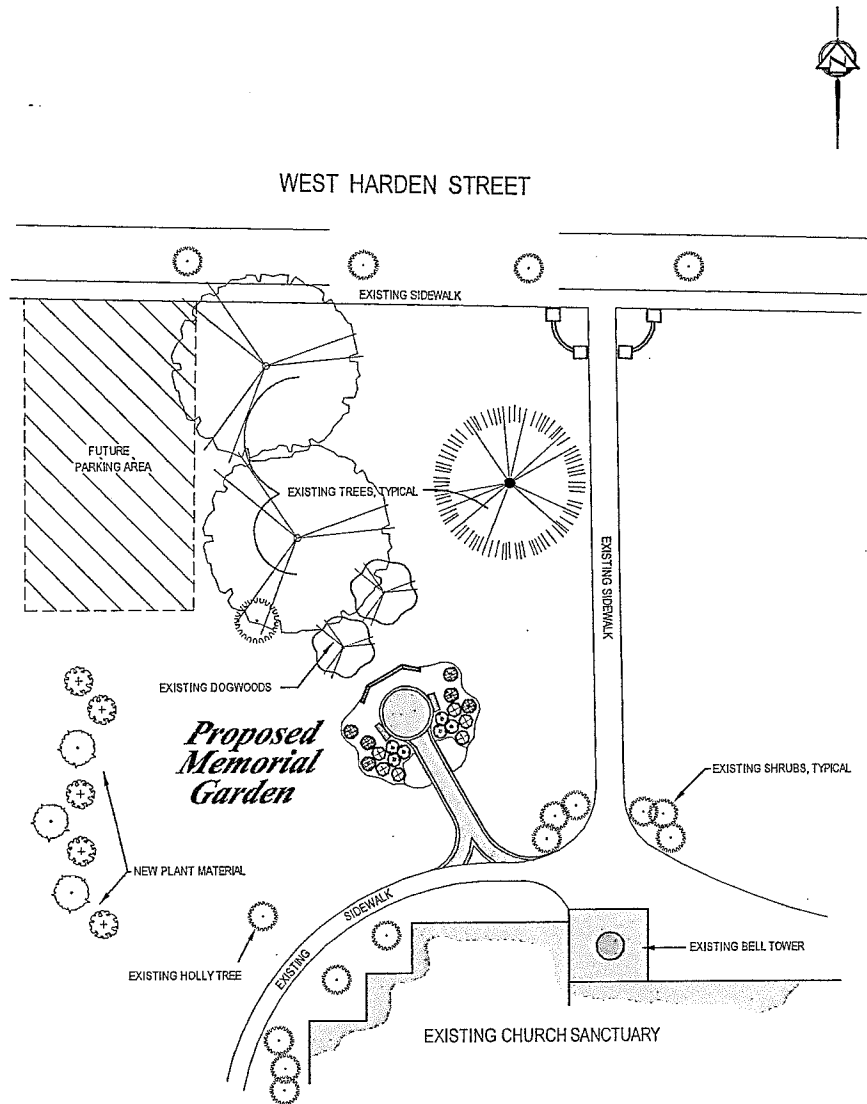 N
WEST HARDEN STREET
EXISTING SIDEWALK
FUTURE
PARKING AREA
EXISTING TREES, TYPICAL
EXISTING SIDEWALK
EXISTING DOGWOODS
Proposed
Memorial
Garden
EXISTING SHRUBS, TYPICAL
NEW PLANT MATERIAL
EXISTING SIDEWALK
EXISTING HOLLY TREE
EXISTING BELL TOWER
EXISTING CHURCH SANCTUARY